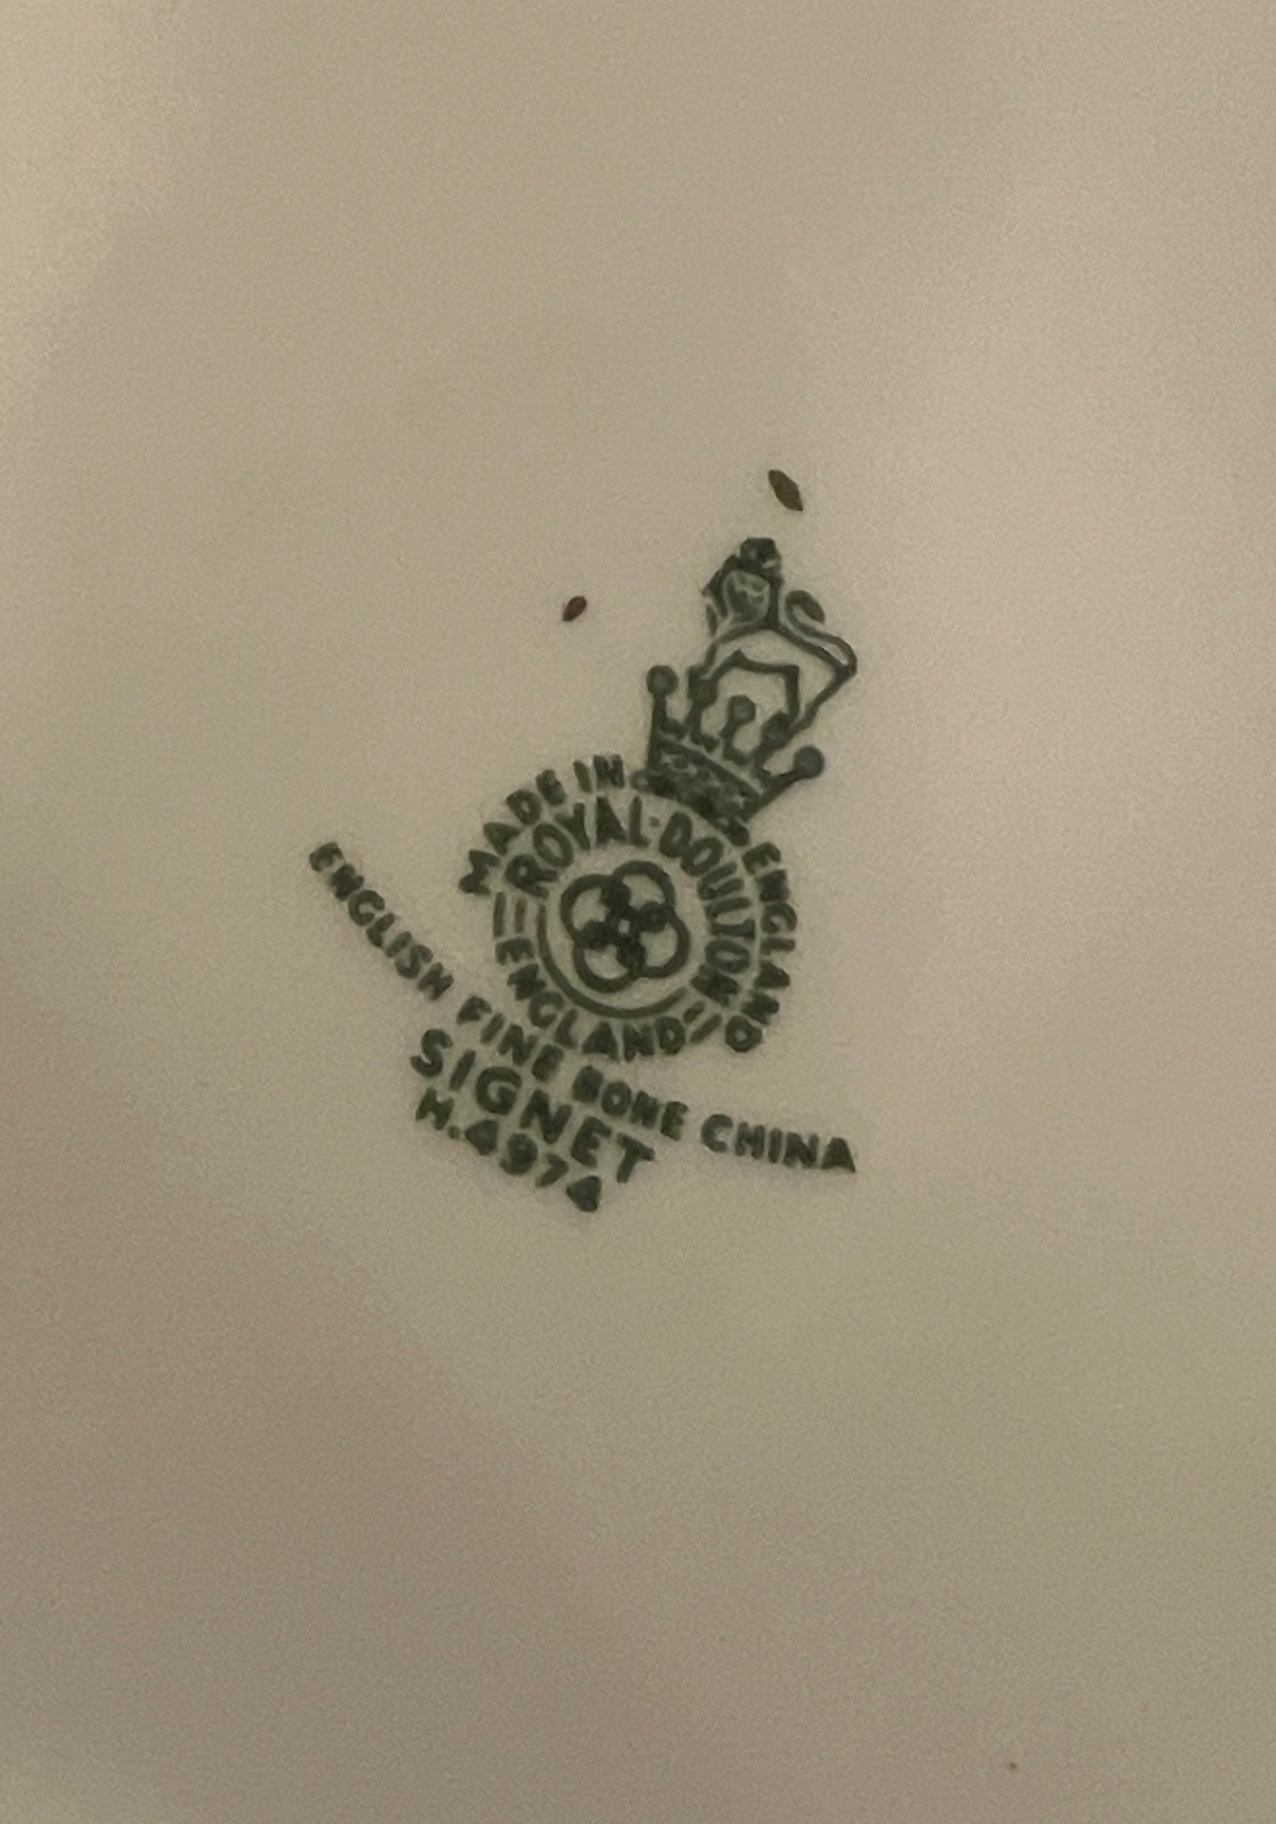 MADE IN ENGLAND
ROYAL·DOULTON
ENGLAND
ENGLISH FINE BONE CHINA
SIGNET
H.4974